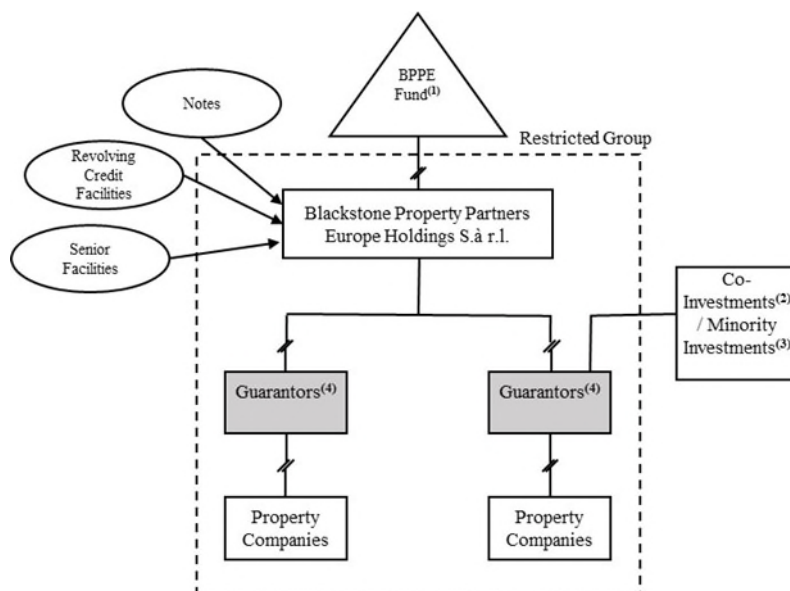 BPPE
Fund(1)
Notes
Restricted Group
Revolving
Credit
Facilities
Blackstone Property Partners
Europe Holdings S.à r.l.
Senior
Facilities
Co-
Investments(2)
/ Minority
Investments(3)
Guarantors(4)
Guarantors(4)
Property
Companies
Property
Companies